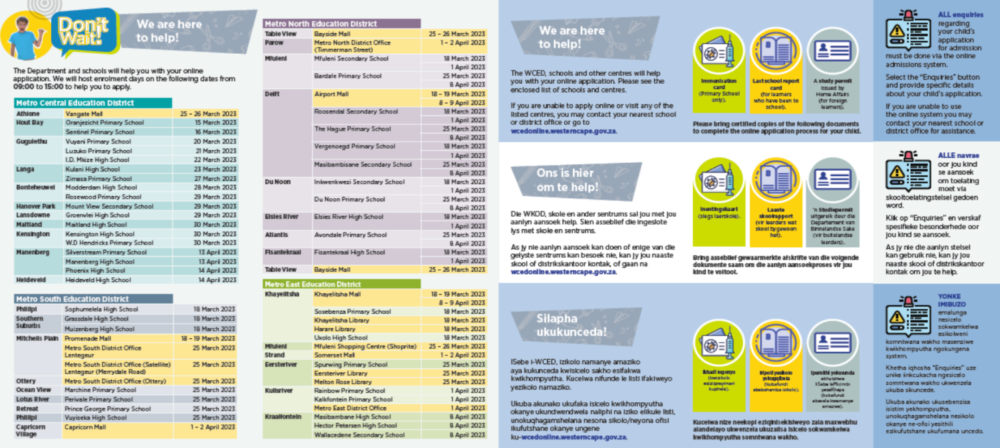 Don't
Wait!
We are here
to help!
The Department and schools will help you with your online
application. We will host enrolment days on the following dates from
09:00 to 15:00 to help you to apply.
Metro Central Education District
Athlone Vangate Mall 25 – 26 March 2023
Hout Bay Oranjezicht Primary School 15 March 2023
Sentinel Primary School 16 March 2023
Gugulethu Vuyani Primary School 20 March 2023
Luzuko Primary School 21 March 2023
I.D. Mkize High School 22 March 2023
Langa Kulani High School 23 March 2023
Zimasa Primary School 27 March 2023
Bonteheuwel Modderdam High School 28 March 2023
Rosewood Primary School 29 March 2023
Hanover Park Mount View Secondary School 29 March 2023
Lansdowne Groenvlei High School 29 March 2023
Maitland Maitland High School 30 March 2023
Kensington Kensington High School 30 March 2023
W.D Hendricks Primary School 30 March 2023
Manenberg Silverstream Primary School 13 April 2023
Manenberg High School 13 April 2023
Phoenix High School 14 April 2023
Heideveld Heideveld High School 14 April 2023
Metro South Education District
Philipi Sophumelela High School 18 March 2023
Southern Grassdale High School 18 March 2023
Suburbs Muizenberg High School 18 March 2023
Mitchells Plain Promenade Mall 18 – 19 March 2023
Metro South District Office 25 March 2023
Lentegeur
Metro South District Office (Satellite) 25 March 2023
Lentegeur (Merrydale Road)
Ottery Metro South District Office (Ottery) 25 March 2023
Ocean View Marchine Primary School 25 March 2023
Lotus River Perivale Primary School 25 March 2023
Retreat Prince George Primary School 25 March 2023
Philipi Vuyiseka High School 25 March 2023
Capricorn Capricorn Mall 1 – 2 April 2023
Village
Metro North Education District
Table View Bayside Mall 25 – 26 March 2023
Parow Metro North District Office 1 – 2 April 2023
(Timmerman Street)
Mfuleni Mfuleni Secondary School 18 March 2023
1 April 2023
Bardale Primary School 25 March 2023
8 April 2023
Delft Airport Mall 18 – 19 March 2023
8 – 9 April 2023
Roosendal Secondary School 18 March 2023
1 April 2023
The Hague Primary School 25 March 2023
8 April 2023
Vergenoegd Primary School 18 March 2023
1 April 2023
Masibambisane Secondary School 25 March 2023
8 April 2023
Du Noon Inkwenkwezi Secondary School 18 March 2023
1 April 2023
Du Noon Primary School 25 March 2023
8 April 2023
Elsies River Elsies River High School 18 March 2023
1 April 2023
Atlantis Avondale Primary School 25 March 2023
8 April 2023
Fisantekraal Fisantekraal High School 18 March 2023
1 April 2023
Table View Bayside Mall 25 – 26 March 2023
Metro East Education District
Khayelitsha Khayelitsha Mall 18 – 19 March 2023
8 – 9 April 2023
Sosebenza Primary School 18 March 2023
Khayelitsha Library 18 March 2023
Harare Library 18 March 2023
Uxolo High School 18 March 2023
Mfuleni Mfuleni Shopping Centre (Shoprite) 25 – 26 March 2023
Strand Somerset Mall 1 – 2 April 2023
Eersteriver Spurwing Primary School 25 March 2023
Eersteriver Library 25 March 2023
Melton Rose Library 25 March 2023
Kuilsriver Rainbow Primary School 1 April 2023
Kalkfontein Primary School 1 April 2023
Metro East District Office 1 April 2023
Kraaifontein Masibambane High School 8 April 2023
Hector Petersen High School 8 April 2023
Wallacedene Secondary School 8 April 2023
We are here
to help!
The WCED, schools and other centres will help
you with your online application. Please see the
enclosed list of schools and centres.
If you are unable to apply online or visit any of the
listed centres, you may contact your nearest school
or district office or go to
wcedonline.westerncape.gov.za.
Immunisation
card
(Primary School
only).
Last school report
card
(for learners
who have been to
school).
A study permit
issued by
Home Affairs
(for foreign
learners).
Please bring certified copies of the following documents
to complete the online application process for your child.
ALL enquiries
regarding
your child's
application
for admission
must be done via the online
admissions system.
Select the "Enquiries" button
and provide specific details
about your child's application.
If you are unable to use
the online system you may
contact your nearest school or
district office for assistance.
Ons is hier
om te help!
Die WKOD, skole en ander sentrums sal jou met jou
aanlyn aansoek help. Sien asseblief die ingeslote
lys met skole en sentrums.
As jy nie aanlyn aansoek kan doen of enige van die
gelyste sentrums kan besoek nie, kan jy jou naaste
skool of distrikskantoor kontak, of gaan na
wcedonline.westerncape.gov.za.
Inentingskaart
(slegs laerskole).
Laaste
skoolrapport
(vir leerders wat
skool bygewoon
het).
'n Studiepermit
uitgereik deur die
Departement van
Binnelandse Sake
(vir buitelandse
leerders).
Bring asseblief gewaarmerkte afskrifte van die volgende
dokumente saam om die aanlyn aansoekproses vir jou
kind te voltooi.
ALLE navrae
oor jou kind
se aansoek
om toelating
moet via
skooltoelatingstelsel gedoen
word.
Klik op "Enquiries" en verskaf
spesifieke besonderhede oor
jou kind se aansoek.
As jy nie die aanlyn stelsel
kan gebruik nie, kan jy jou
naaste skool of distrikskantoor
kontak om jou te help.
Silapha
ukukunceda!
ISebe i-WCED, izikolo namanye amaziko
aya kukunceda kwisicelo sakho esifakwa
kwikhompyutha. Kucelwa nifunde le listi ifakiweyo
yezikolo namaziko.
Ukuba akunako ukufaka isicelo kwikhompyutha
okanye ukundwendwela naliphi na iziko elikule listi,
unokuqhagamshelana nesona sikolo/neyona ofisi
ikufutshane okanye ungene
ku-wcedonline.westerncape.gov.za.
Ikhadi logonyo
(kwizikolo
eziziiprayimari
kuphela).
Iripoti yesikolo
yokugqibela
(kubafundi
ababehamba isikolo).
Ipemithi yokufunda
Kucelwa nize neekopi eziqinisekisiweyo zala maxwebhu
alandelayo ukwenzela ukuzalisa isicelo sokwamkelwa
kwikhompyutha somntwana wakho.
YONKE
IMIBUZO
emalunga
nesicelo
sokwamkelwa
esikolweni
komntwana wakho masenziwe
kwikhompyutha ngokungena
system.
Khetha iqhosha "Enquiries" uze
unike iinkcukacha ngesicelo
somntwana wakho ukwenzela
ukuba sikuncede.
Ukuba akunako ukusebenzisa
isistim yekhompyutha,
unokuqhagamshelana nesikolo
okanye ne-ofisi yesithili
ezikufutshane ukufumana uncedo.